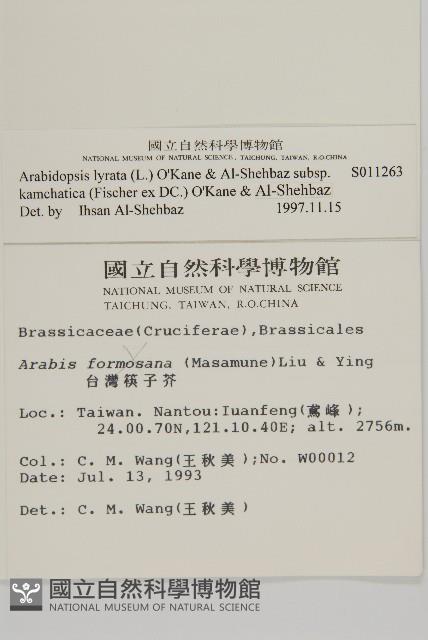 國立自然科學博物館
NATIONAL MUSEUM OF NATURAL SCIENCE, TAICHUNG, TAIWAN, R.O.CHINA
Arabidopsis lyrata (L.) O'Kane & Al-Shehbaz subsp. S011263
kamchatica (Fischer ex DC.) O'Kane & Al-Shehbaz
Det. by Ihsan Al-Shehbaz 1997.11.15
國立自然科學博物館
NATIONAL MUSEUM OF NATURAL SCIENCE
TAICHUNG, TAIWAN, R.O.CHINA
Brassicaceae(Cruciferae),Brassicales
Arabis formosana (Masamune)Liu & Ying
台灣筷子芥
Loc.: Taiwan. Nantou:Iuanfeng(鳶峰);
24.00.70N,121.10.40E; alt. 2756m.
Col.: C. M. Wang(王秋美);No. W00012
Date: Jul. 13, 1993
Det.: C. M. Wang(王秋美)
國立自然科學博物館
NATIONAL MUSEUM OF NATURAL SCIENCE